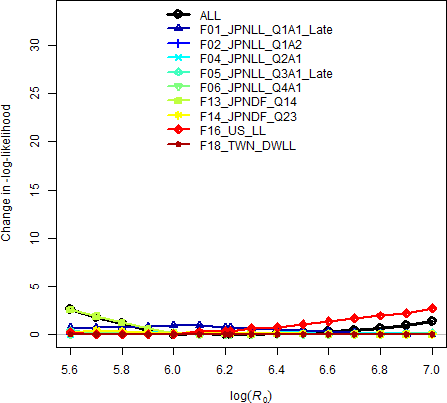 ALL
F01_JPNLL_Q1A1_Late
F02_JPNLL_Q1A2
F04_JPNLL_Q2A1
F05_JPNLL_Q3A1_Late
F06_JPNLL_Q4A1
F13_JPNDF_Q14
F14_JPNDF_Q23
F16_US_LL
F18_TWN_DWLL
Change in -log-likelihood
30
25
20
15
10
5
0
5.6 5.8 6.0 6.2 6.4 6.6 6.8 7.0
log(R0)